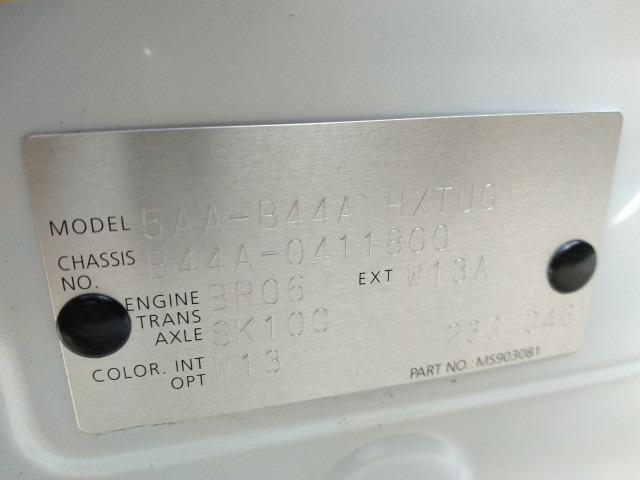 MODEL 5AA-B44A HXTUG
CHASSIS NO. B44A-0411800
ENGINE BR06 EXT W13A
TRANS AXLE SK10G
COLOR. INT OPT W13
PART NO.: MS903081